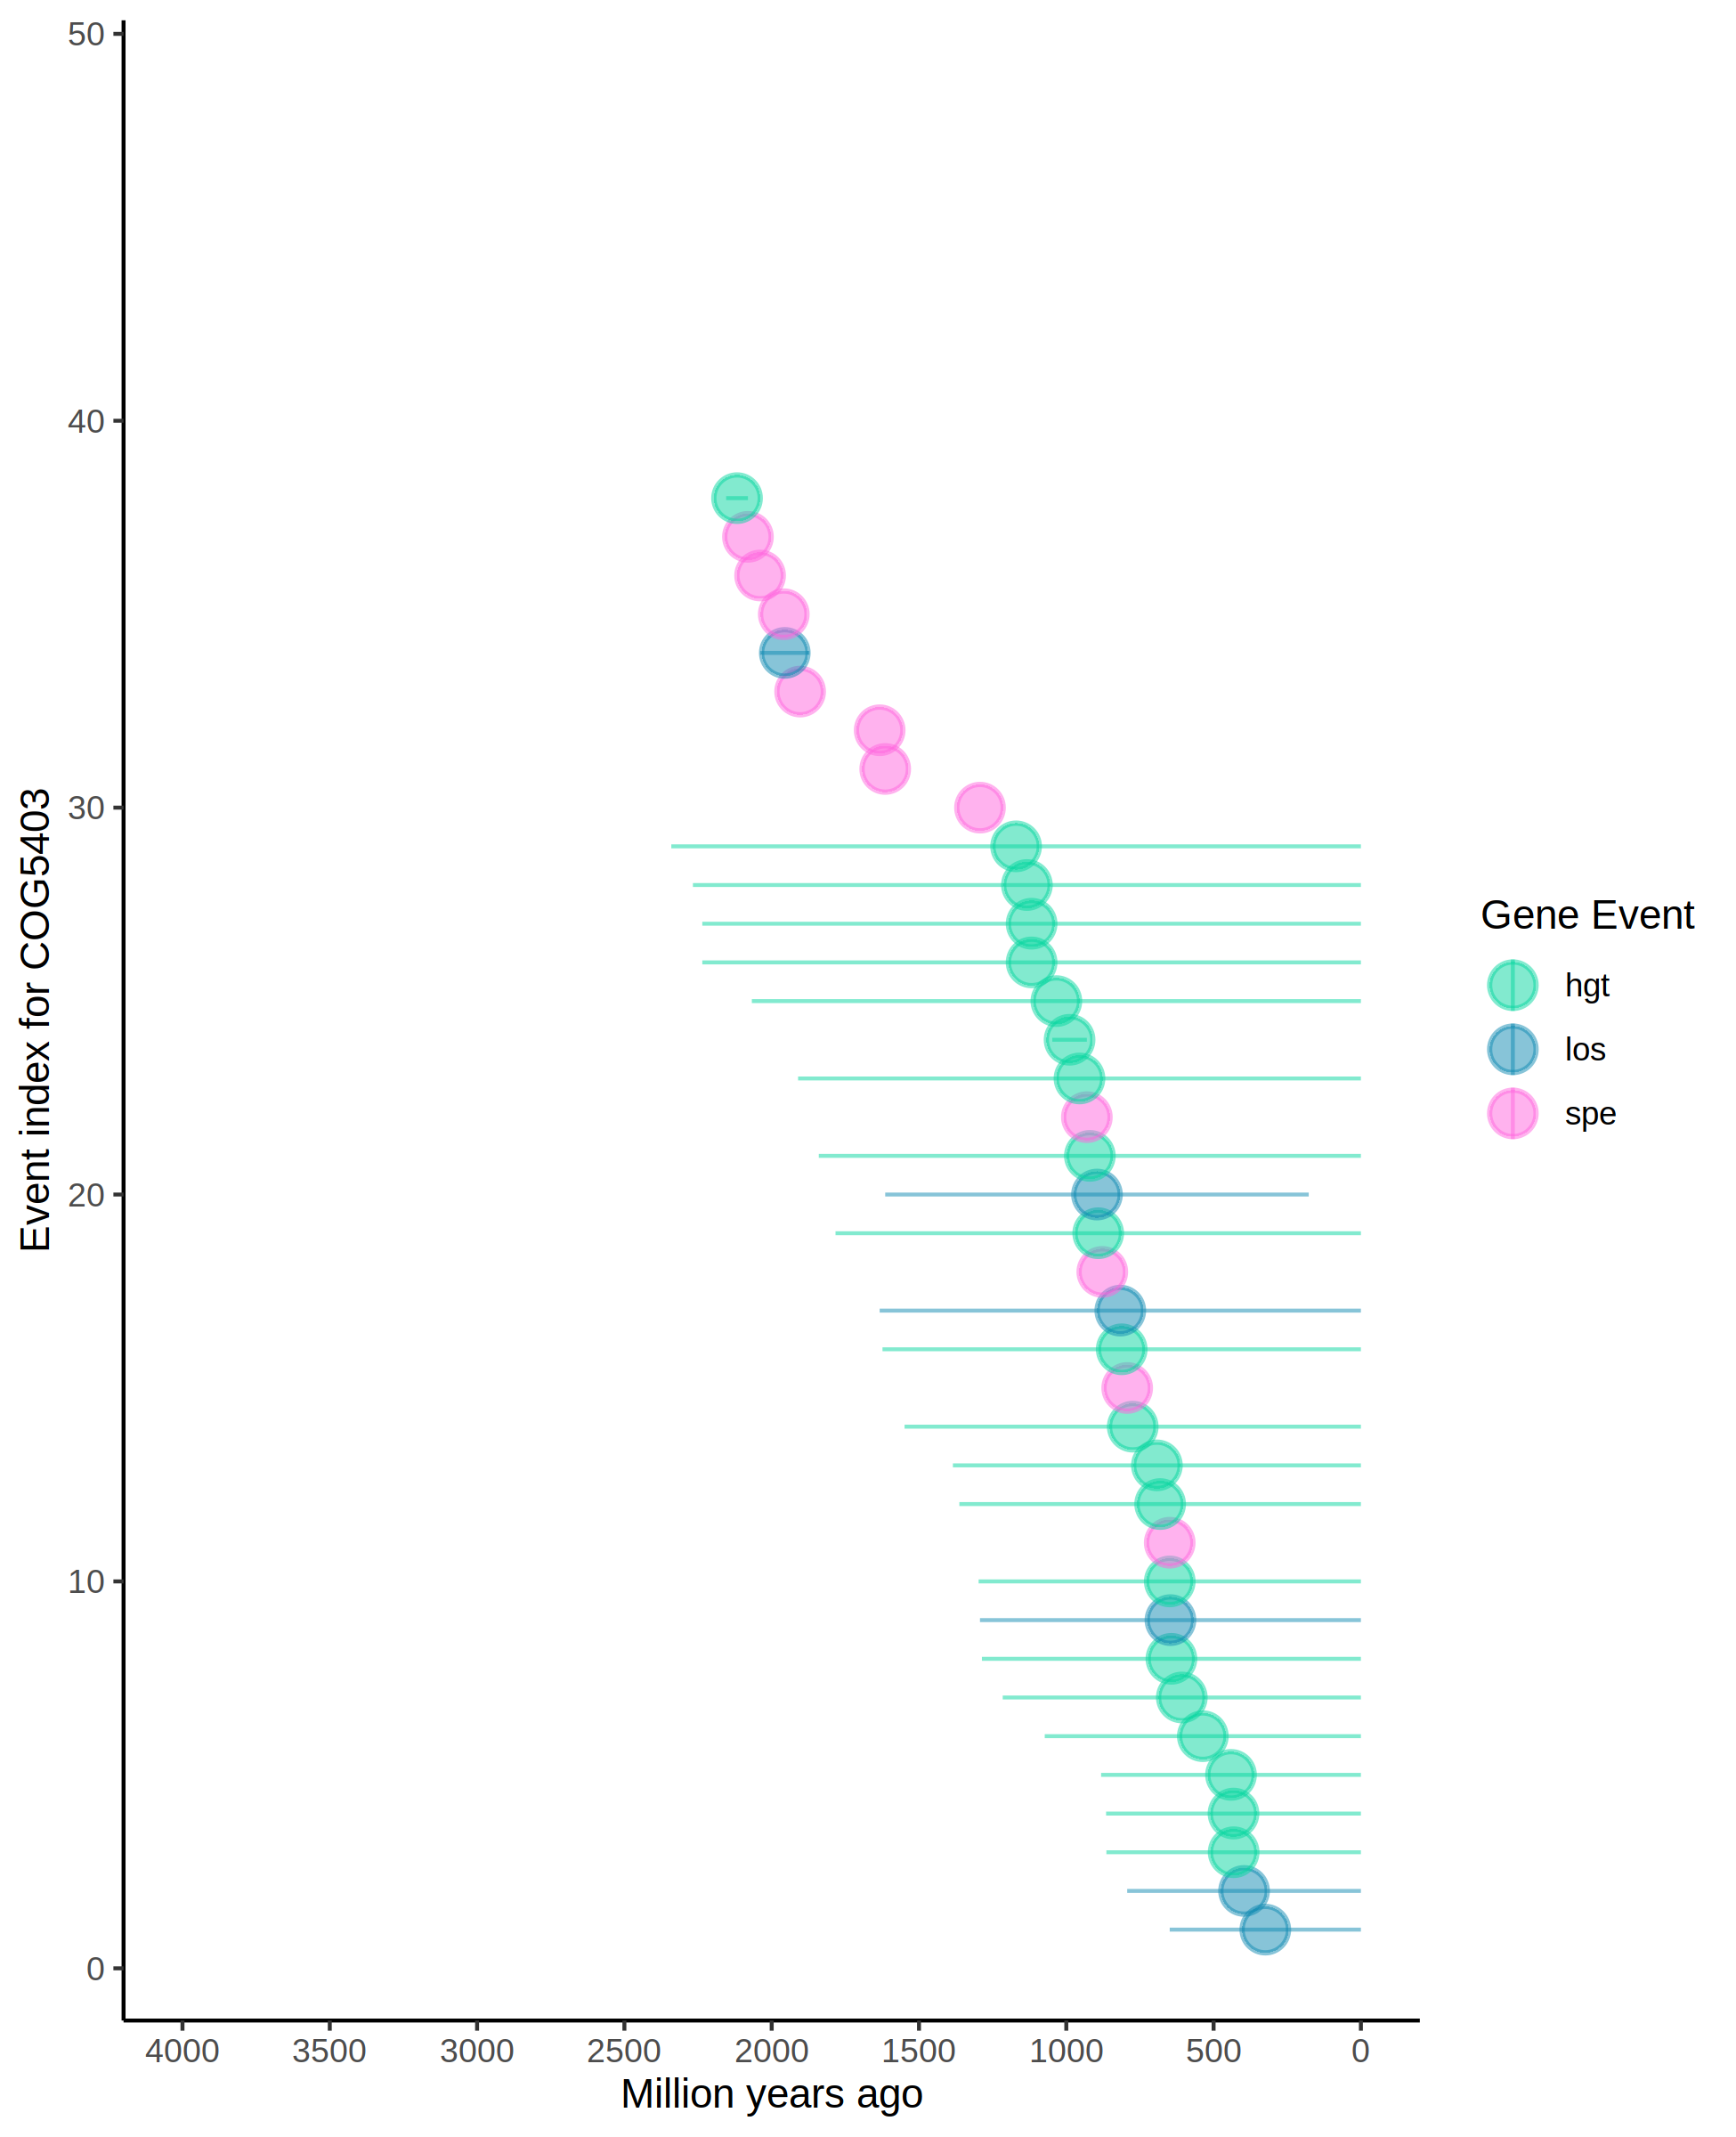 50
40
30
20
10
0
Event index for COG5403
4000 3500 3000 2500 2000 1500 1000 500 0
Million years ago
Gene Event
hgt
los
spe